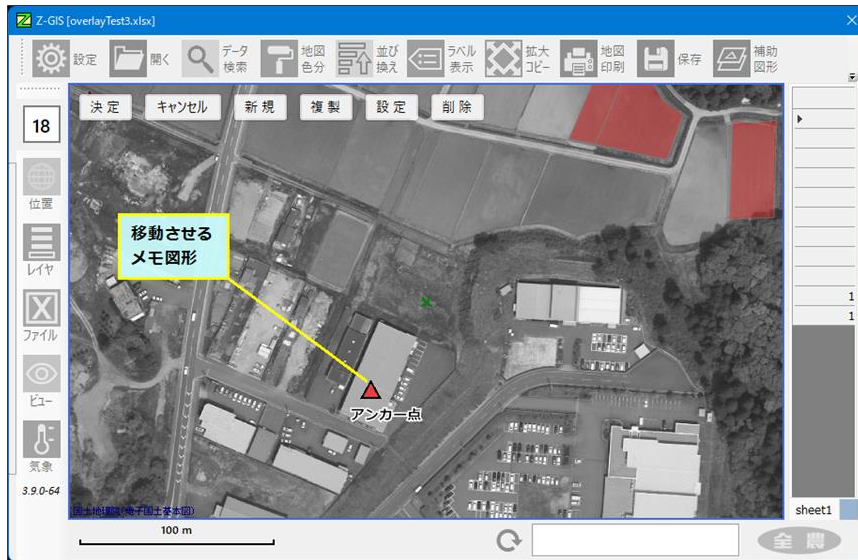 Z-GIS [overlayTest3.xlsx]
設定
開く
データ
検索
地図
色分
並び
換え
ラベル
表示
拡大
コピー
地図
印刷
保存
補助
図形
18
位置
レイヤ
ファイル
ビュー
気象
3.9.0-64
決定
キャンセル
新規
複製
設定
削除
移動させる
メモ図形
アンカー点
国土地理院(電子国土基本図)
100 m
1
1
sheet1
全農